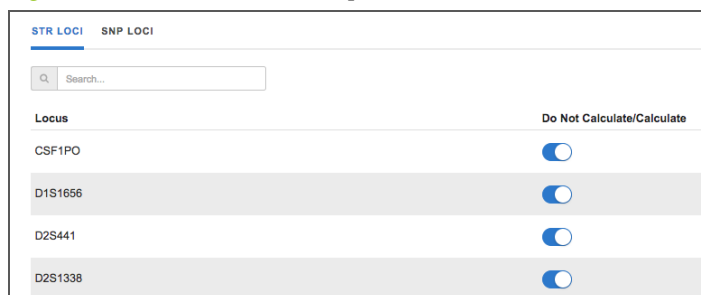 STR LOCI SNP LOCI
Search...
Locus Do Not Calculate/Calculate
CSF1PO
D1S1656
D2S441
D2S1338